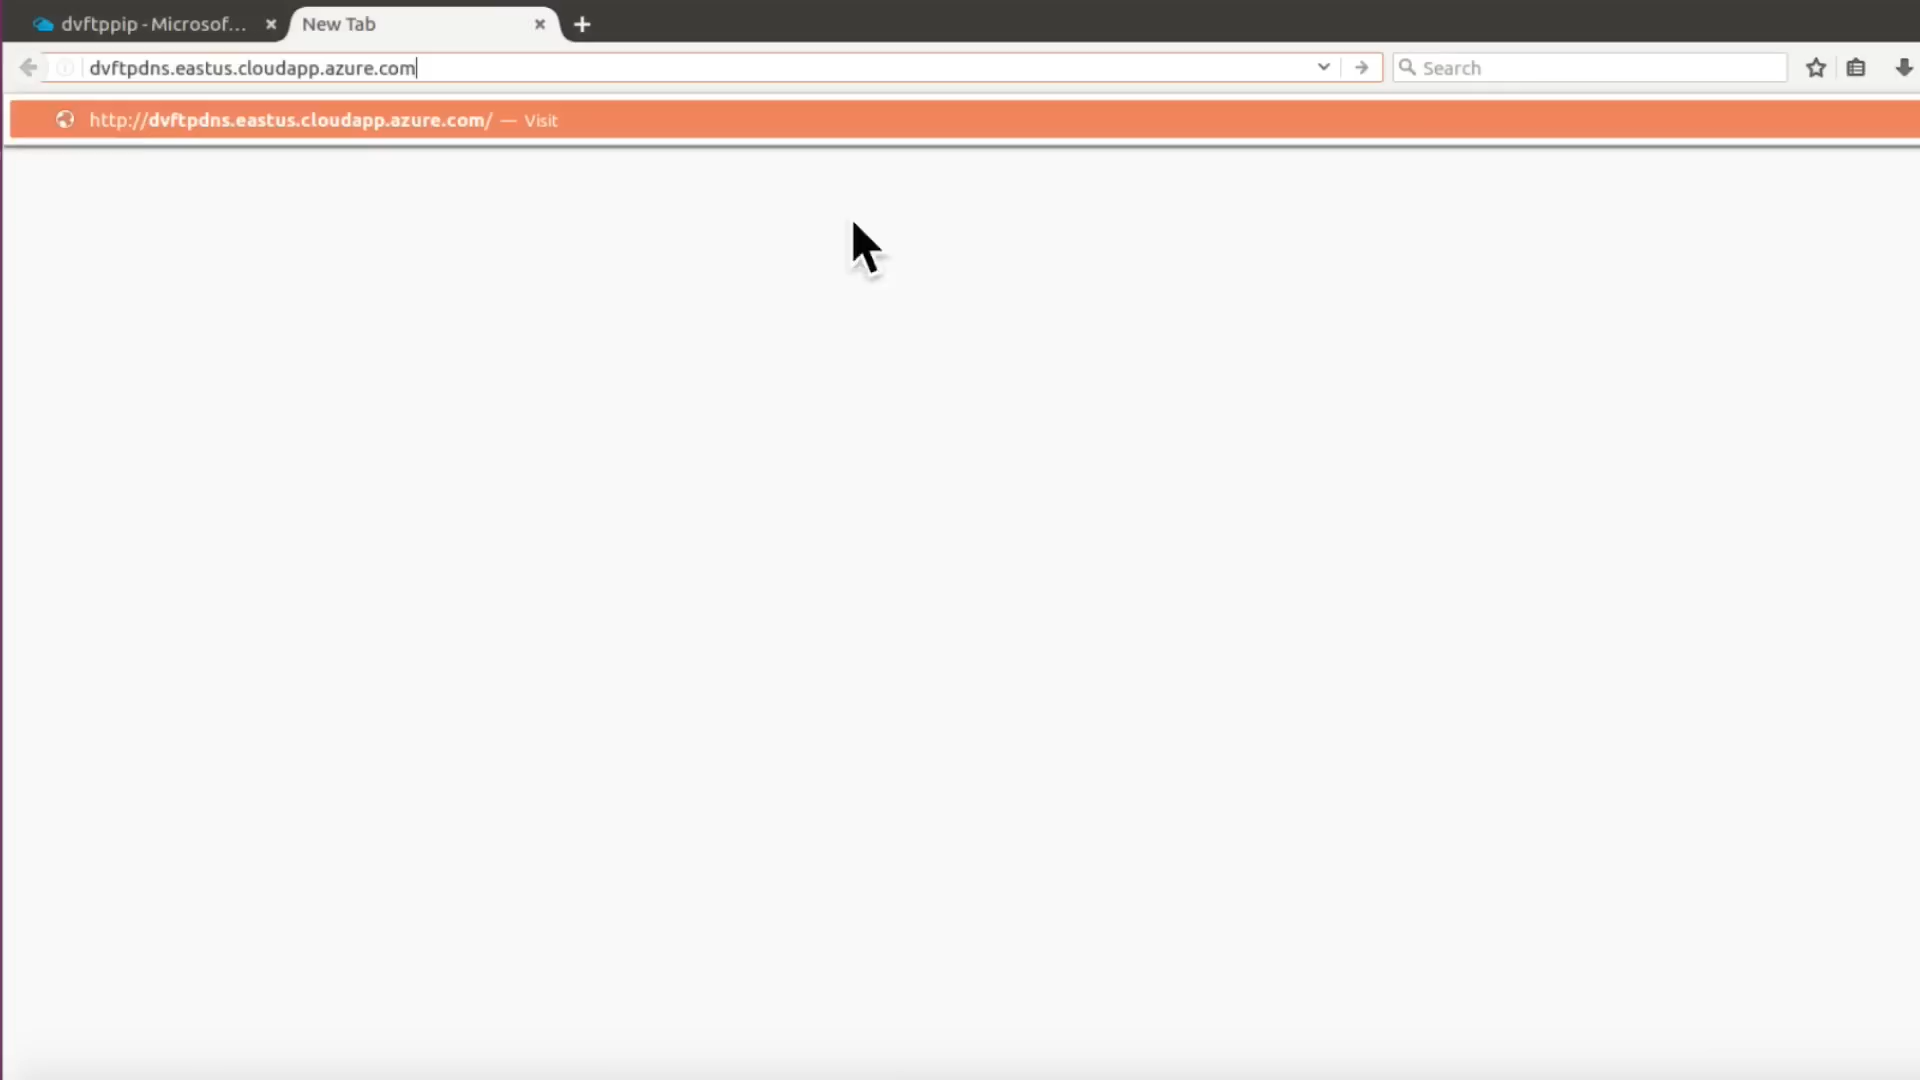 dvftppip - Microsof...
New Tab
dvftpdns.eastus.cloudapp.azure.com
Search
http://dvftpdns.eastus.cloudapp.azure.com/ — Visit